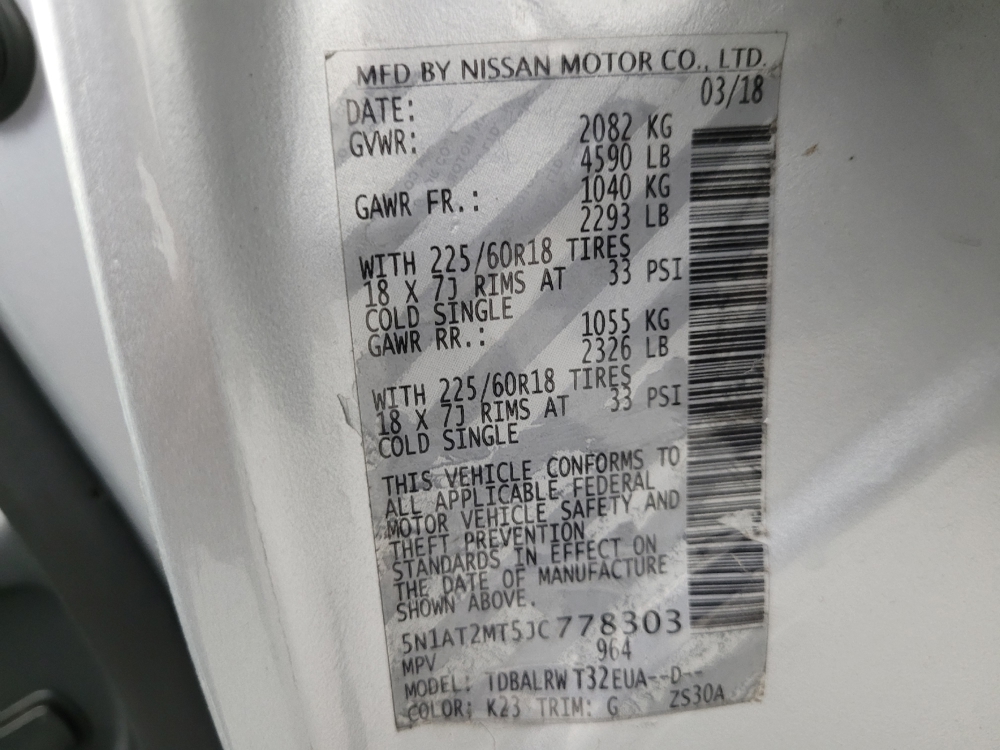 MFD BY NISSAN MOTOR CO., LTD.
DATE: 03/18
GVWR: 2082 KG
4590 LB
GAWR FR.: 1040 KG
2293 LB
WITH 225/60R18 TIRES
18 X 7J RIMS AT 33 PSI
COLD SINGLE
GAWR RR.: 1055 KG
2326 LB
WITH 225/60R18 TIRES
18 X 7J RIMS AT 33 PSI
COLD SINGLE
THIS VEHICLE CONFORMS TO
ALL APPLICABLE FEDERAL
MOTOR VEHICLE SAFETY AND
THEFT PREVENTION
STANDARDS IN EFFECT ON
THE DATE OF MANUFACTURE
SHOWN ABOVE.
5N1AT2MT5JC778303
MPV 964
MODEL: TDBALRW T32EUA--D--
COLOR: K23 TRIM: G ZS30A